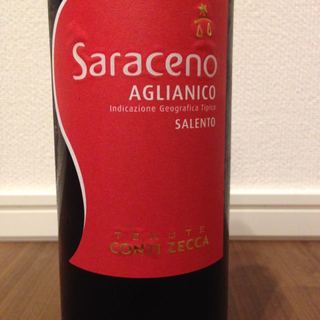 Saraceno
AGLIANICO
Indicazione Geografica Tipica
SALENTO
TENUTE
CONTI ZECCA